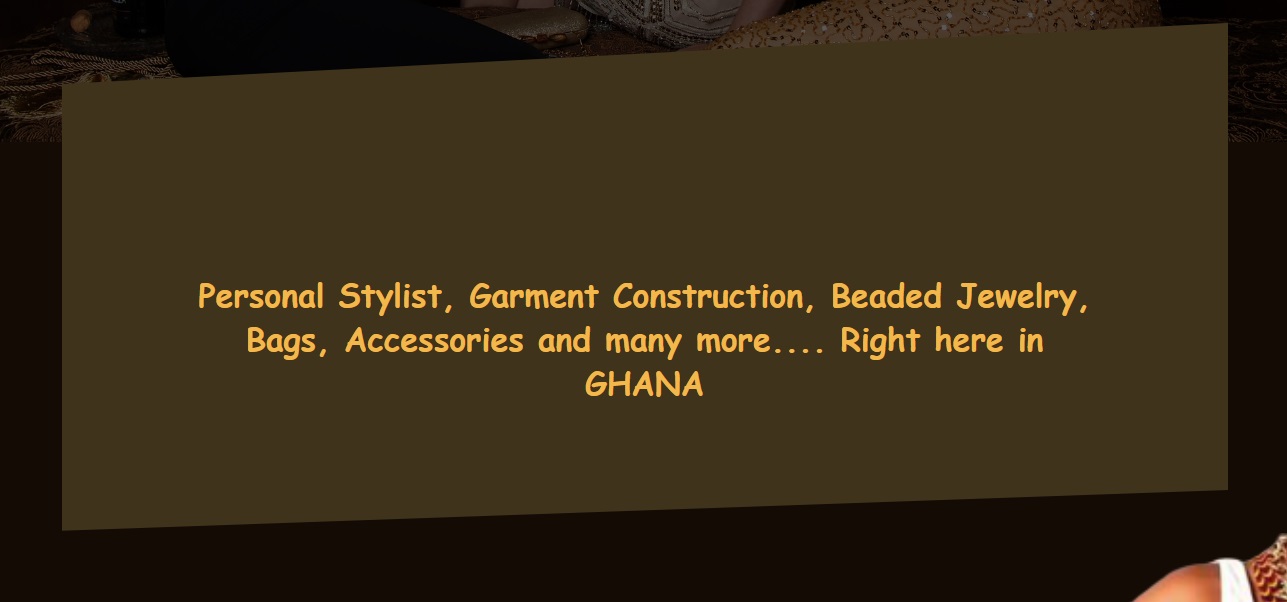 Personal Stylist, Garment Construction, Beaded Jewelry,
Bags, Accessories and many more.... Right here in
GHANA